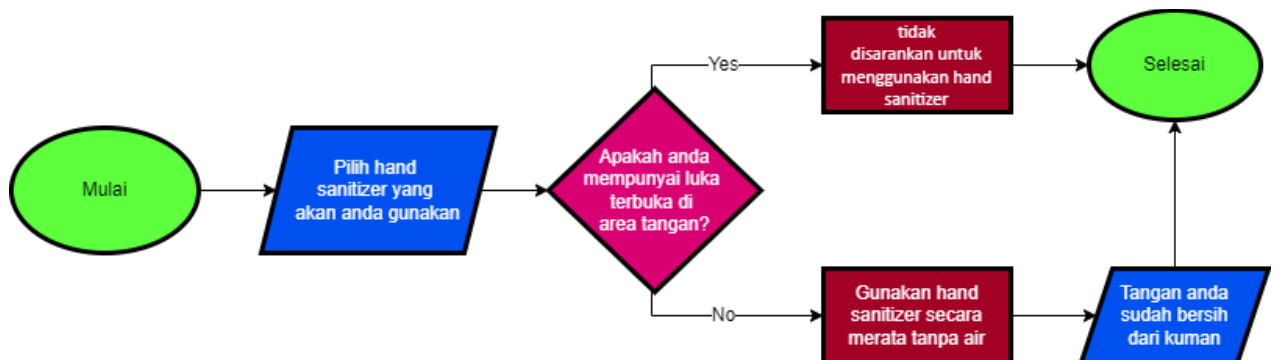 Mulai
Pilih hand
sanitizer yang
akan anda gunakan
Apakah anda
mempunyai luka
terbuka di
area tangan?
Yes
tidak
disarankan untuk
menggunakan hand
sanitizer
Selesai
No
Gunakan hand
sanitizer secara
merata tanpa air
Tangan anda
sudah bersih
dari kuman